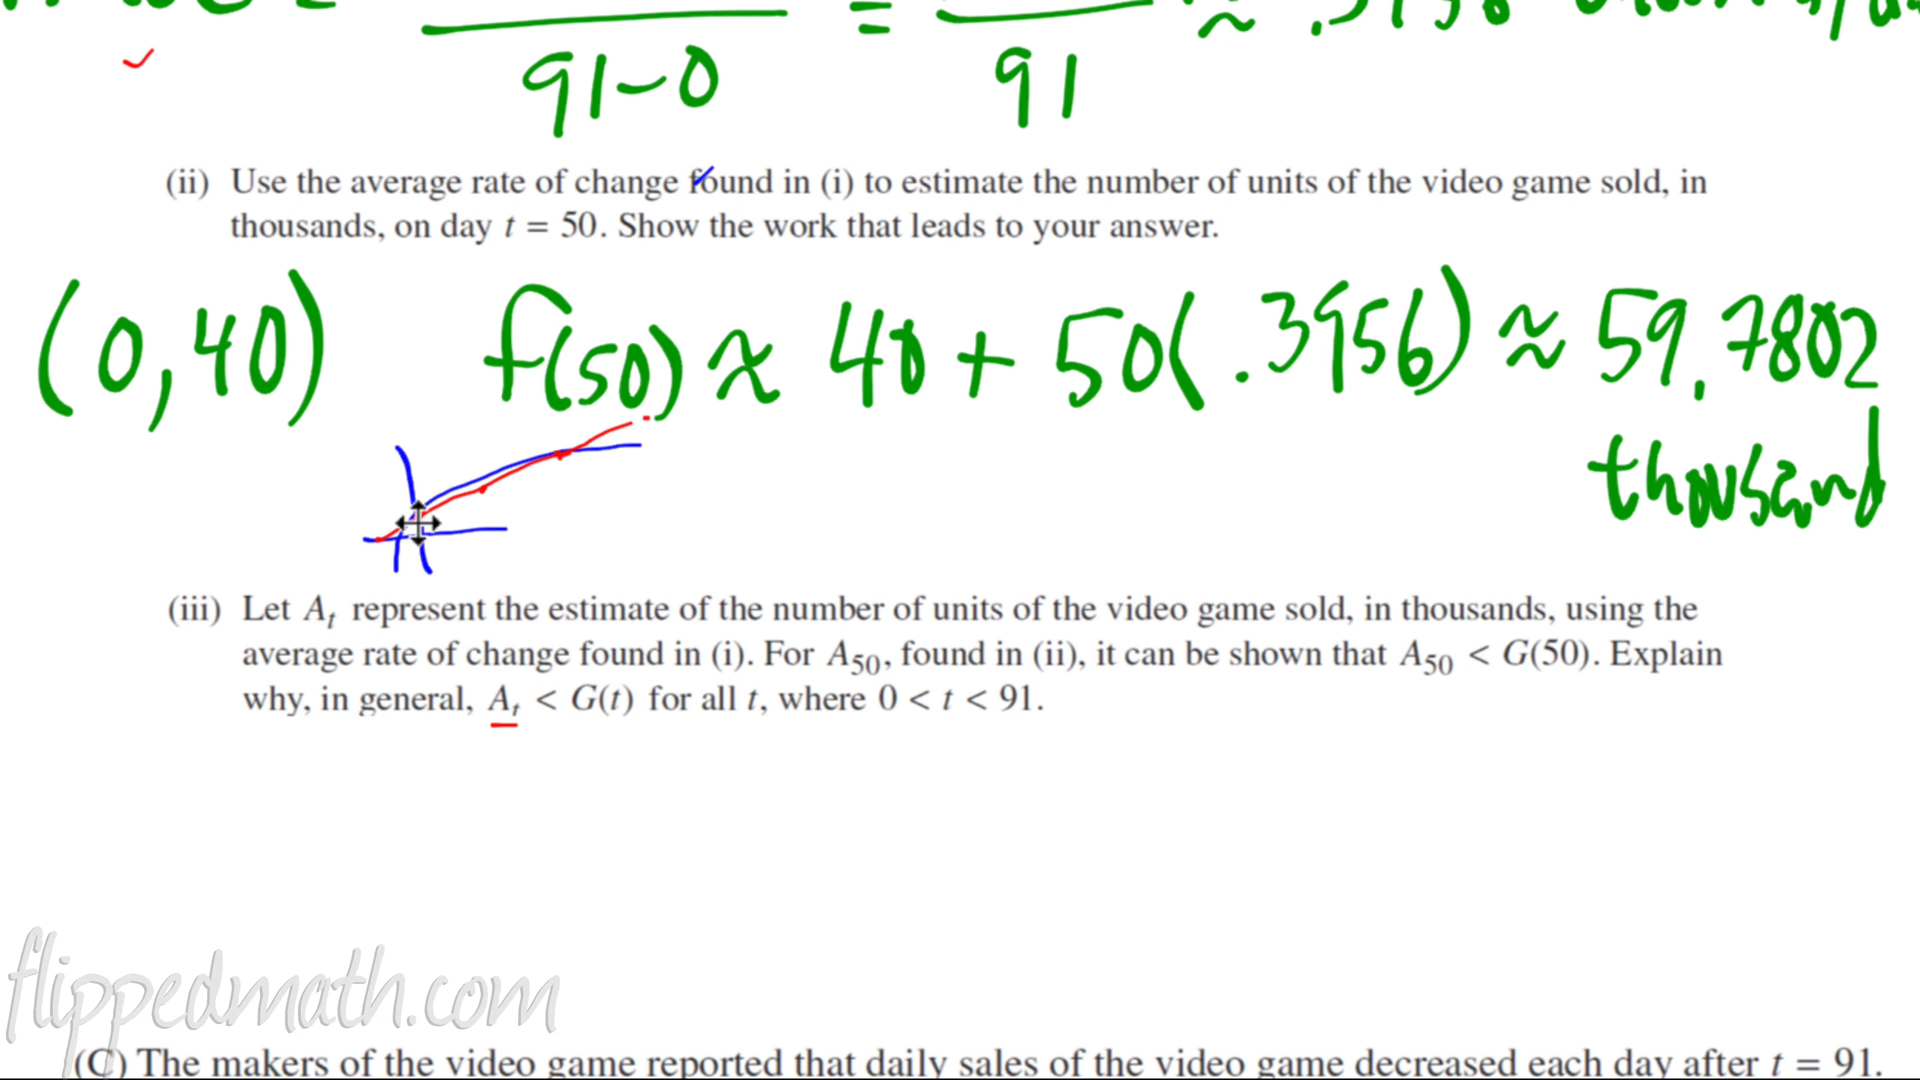 91-0 = 91 ≈
(ii) Use the average rate of change found in (i) to estimate the number of units of the video game sold, in
thousands, on day t = 50. Show the work that leads to your answer.
(0,40) f(50) ≈ 40 + 50(.3956) ≈ 59.7802
thousand
(iii) Let Aₜ represent the estimate of the number of units of the video game sold, in thousands, using the
average rate of change found in (i). For A₅₀, found in (ii), it can be shown that A₅₀ < G(50). Explain
why, in general, Aₜ < G(t) for all t, where 0 < t < 91.
flippedmath.com
(C) The makers of the video game reported that daily sales of the video game decreased each day after t = 91.